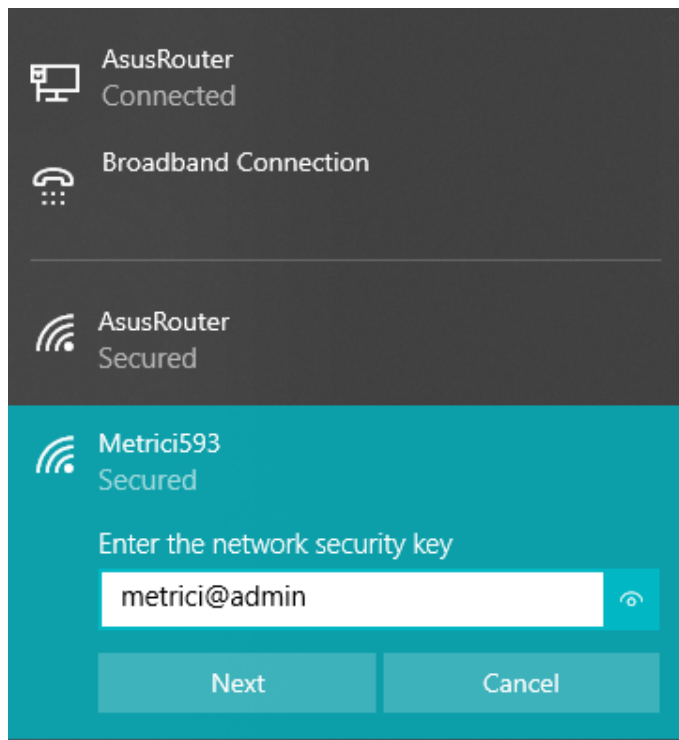 AsusRouter
Connected
Broadband Connection
AsusRouter
Secured
Metrici593
Secured
Enter the network security key
metrici@admin
Next Cancel